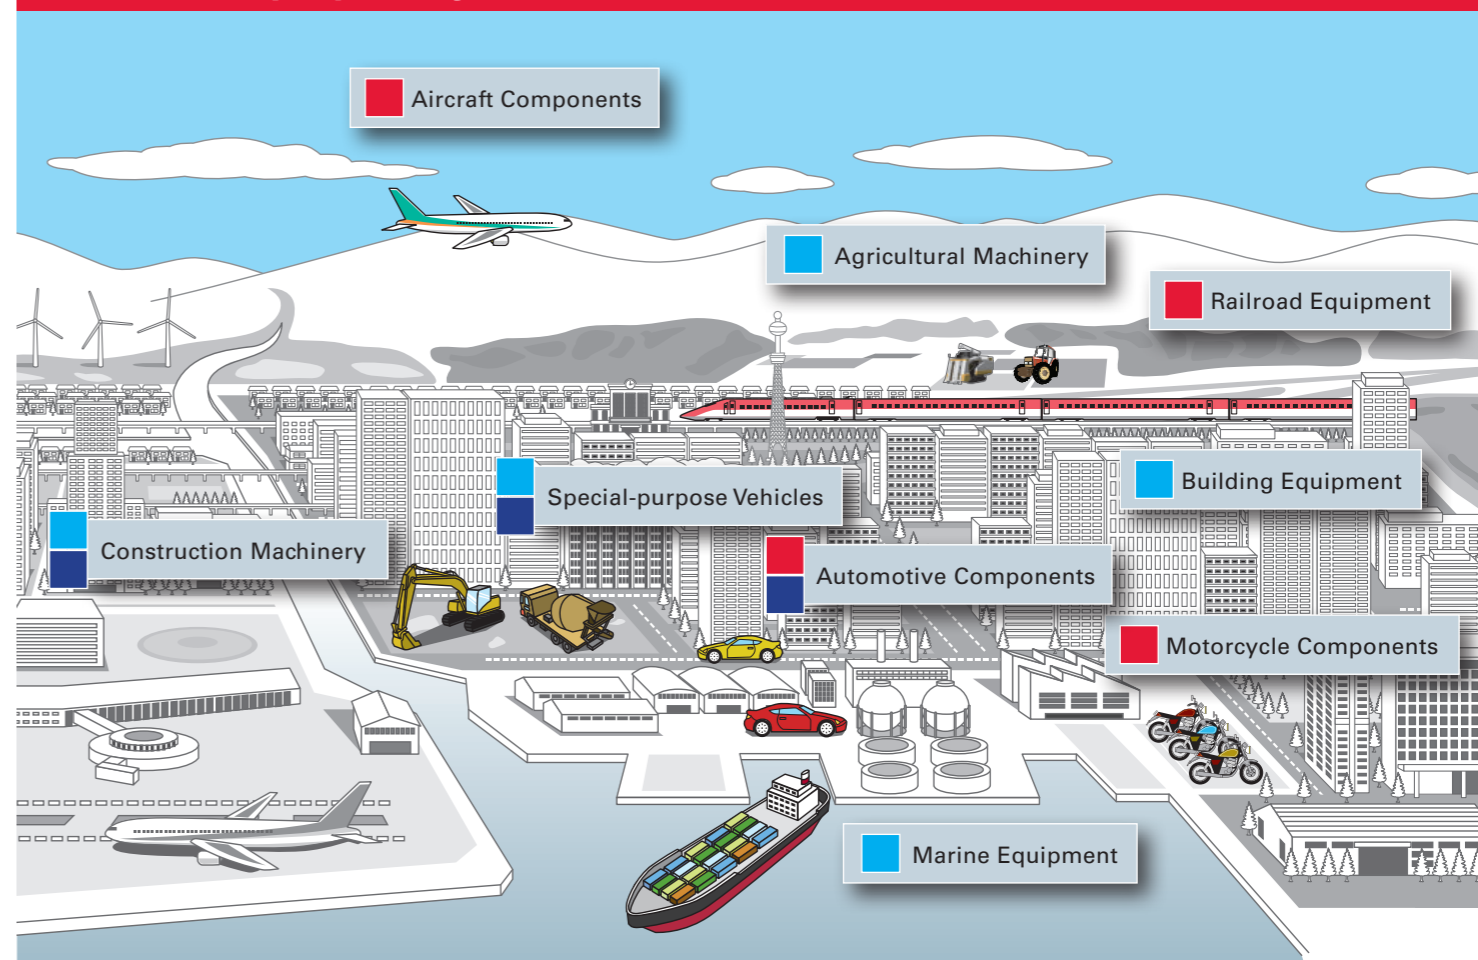 Aircraft Components
Agricultural Machinery
Railroad Equipment
Building Equipment
Special-purpose Vehicles
Construction Machinery
Automotive Components
Motorcycle Components
Marine Equipment